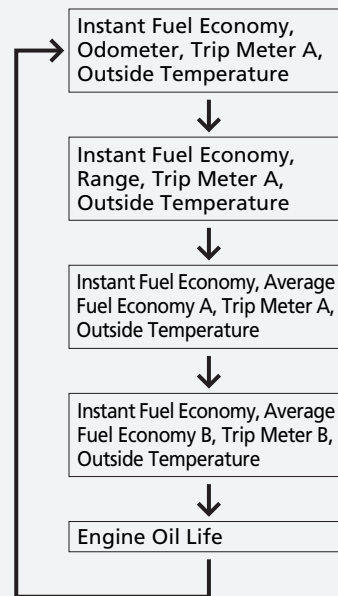 Instant Fuel Economy,
Odometer, Trip Meter A,
Outside Temperature
Instant Fuel Economy,
Range, Trip Meter A,
Outside Temperature
Instant Fuel Economy, Average
Fuel Economy A, Trip Meter A,
Outside Temperature
Instant Fuel Economy, Average
Fuel Economy B, Trip Meter B,
Outside Temperature
Engine Oil Life